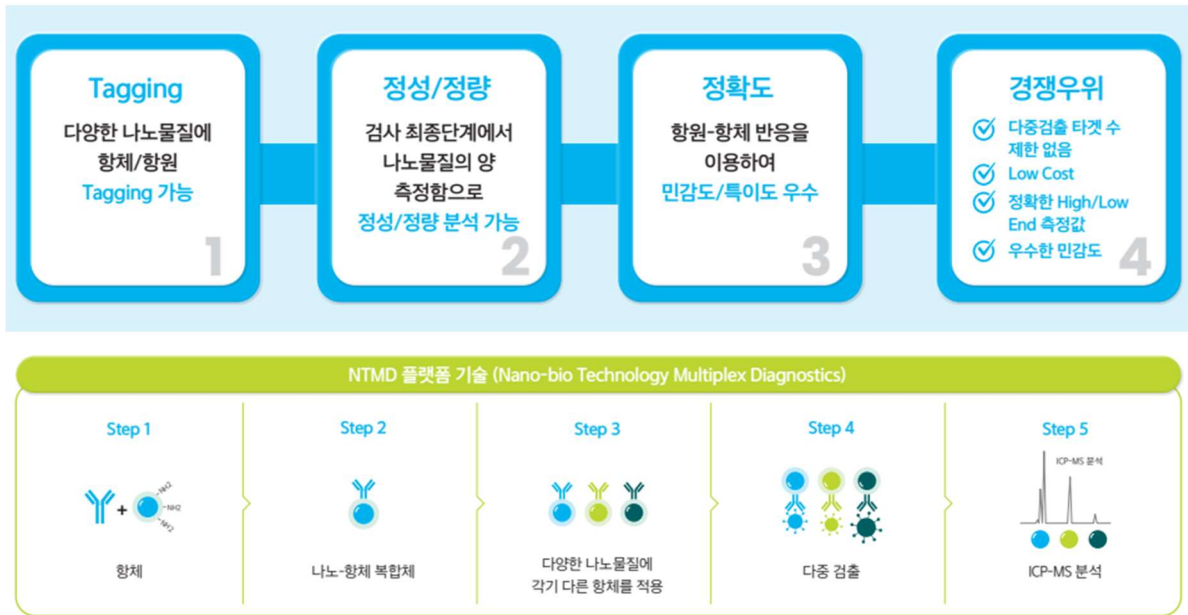 Tagging
다양한 나노물질에
항체/항원
Tagging 가능
1
정성/정량
검사 최종단계에서
나노물질의 양
측정함으로
정성/정량 분석 가능
2
정확도
항원-항체 반응을
이용하여
민감도/특이도 우수
3
경쟁우위
다중검출 타겟 수
제한 없음
Low Cost
정확한 High/Low
End 측정값
우수한 민감도
4
NTMD 플랫폼 기술 (Nano-bio Technology Multiplex Diagnostics)
Step 1
+
NH2
NH2
NH2
항체
Step 2
나노-항체 복합체
Step 3
다양한 나노물질에
각기 다른 항체를 적용
Step 4
다중 검출
Step 5
ICP-MS 분석
ICP-MS 분석